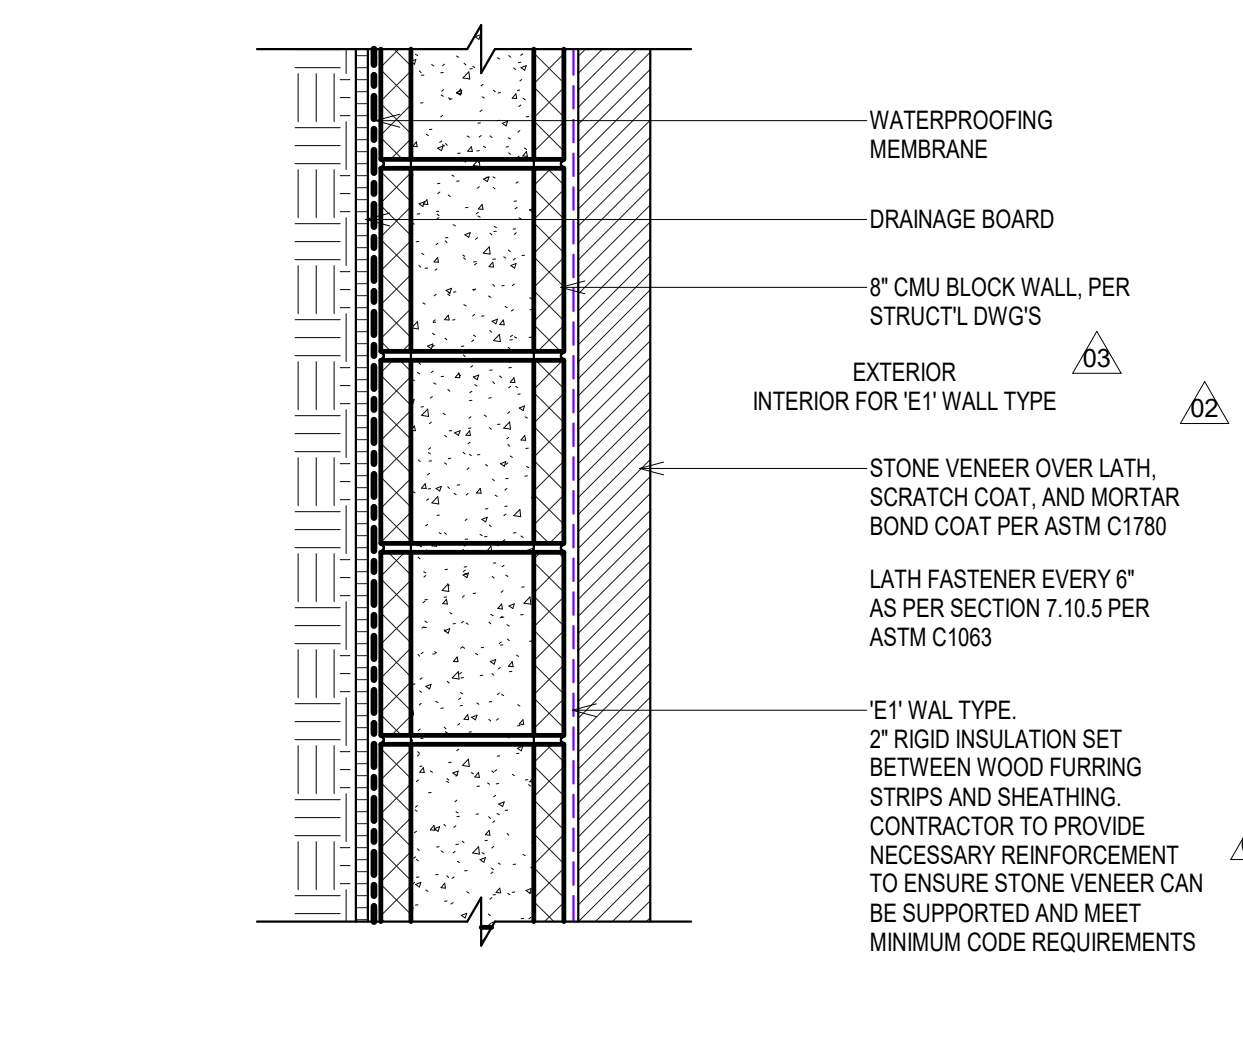 WATERPROOFING
MEMBRANE
DRAINAGE BOARD
8" CMU BLOCK WALL, PER
STRUCT'L DWG'S
03
EXTERIOR
INTERIOR FOR 'E1' WALL TYPE
02
STONE VENEER OVER LATH,
SCRATCH COAT, AND MORTAR
BOND COAT PER ASTM C1780
LATH FASTENER EVERY 6"
AS PER SECTION 7.10.5 PER
ASTM C1063
'E1' WAL TYPE.
2" RIGID INSULATION SET
BETWEEN WOOD FURRING
STRIPS AND SHEATHING.
CONTRACTOR TO PROVIDE
NECESSARY REINFORCEMENT
TO ENSURE STONE VENEER CAN
BE SUPPORTED AND MEET
MINIMUM CODE REQUIREMENTS